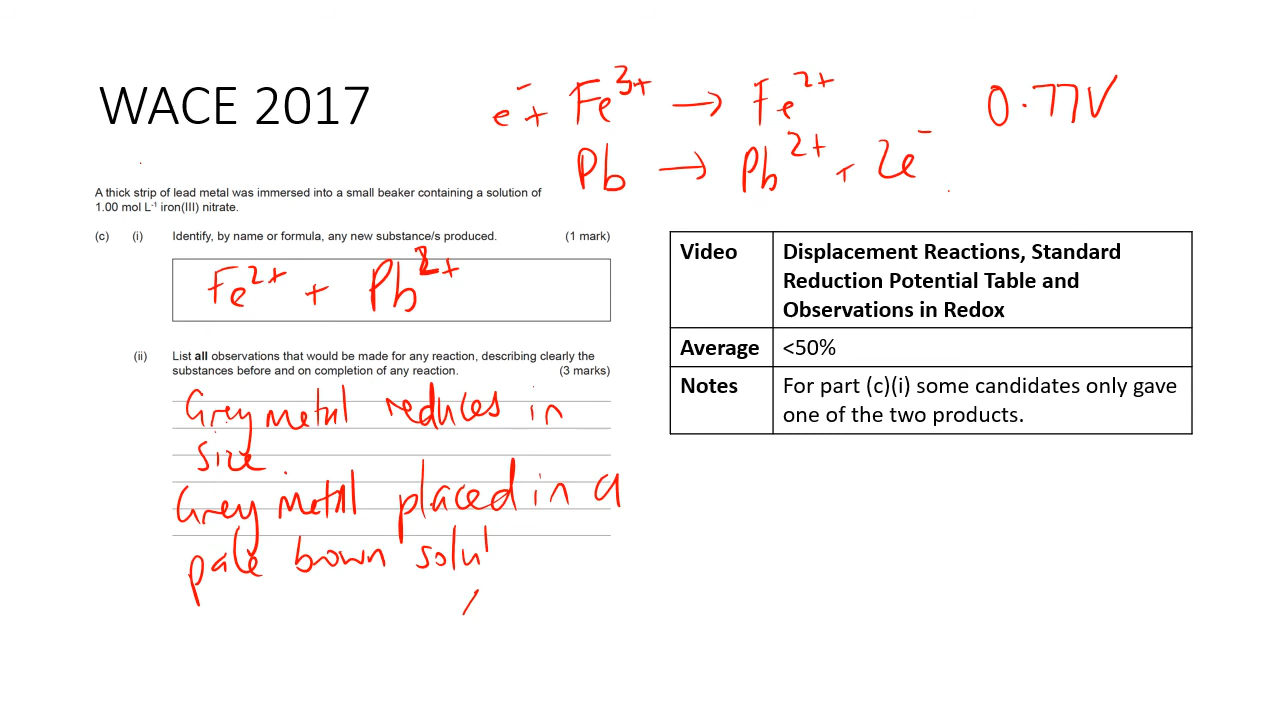 WACE 2017
e⁻ + Fe³⁺ → Fe²⁺ 0.77V
Pb → Pb²⁺ + 2e⁻
A thick strip of lead metal was immersed into a small beaker containing a solution of
1.00 mol L⁻¹ iron(III) nitrate.
(c) (i) Identify, by name or formula, any new substance/s produced. (1 mark)
Fe²⁺ + Pb²⁺
(ii) List all observations that would be made for any reaction, describing clearly the
substances before and on completion of any reaction. (3 marks)
Grey metal reduces in
size
Grey metal placed in a
pale brown solut
Video Displacement Reactions, Standard
Reduction Potential Table and
Observations in Redox
Average <50%
Notes For part (c)(i) some candidates only gave
one of the two products.